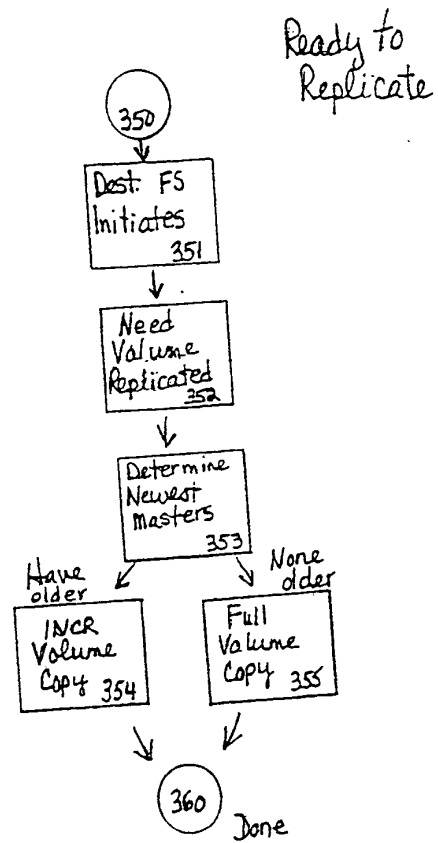 Ready to
Replicate
350
Dest. FS
Initiates
351
Need
Volume
Replicated
352
Determine
Newest
Masters
353
Have
older
None
older
INCR
Volume
Copy 354
Full
Volume
Copy 355
360
Done